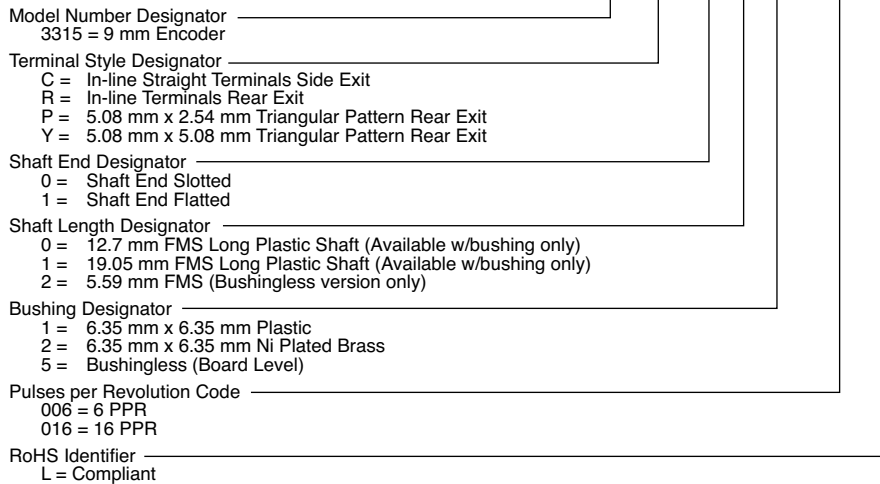 Model Number Designator
3315 = 9 mm Encoder
Terminal Style Designator
C = In-line Straight Terminals Side Exit
R = In-line Terminals Rear Exit
P = 5.08 mm x 2.54 mm Triangular Pattern Rear Exit
Y = 5.08 mm x 5.08 mm Triangular Pattern Rear Exit
Shaft End Designator
0 = Shaft End Slotted
1 = Shaft End Flatted
Shaft Length Designator
0 = 12.7 mm FMS Long Plastic Shaft (Available w/bushing only)
1 = 19.05 mm FMS Long Plastic Shaft (Available w/bushing only)
2 = 5.59 mm FMS (Bushingless version only)
Bushing Designator
1 = 6.35 mm x 6.35 mm Plastic
2 = 6.35 mm x 6.35 mm Ni Plated Brass
5 = Bushingless (Board Level)
Pulses per Revolution Code
006 = 6 PPR
016 = 16 PPR
RoHS Identifier
L = Compliant